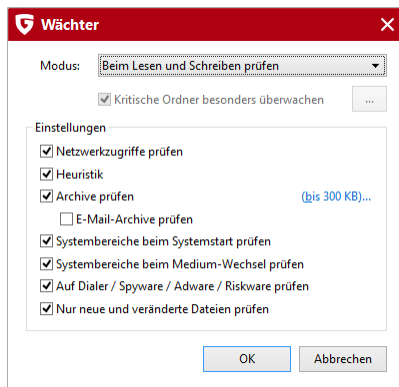 Wächter
Modus: Beim Lesen und Schreiben prüfen
Kritische Ordner besonders überwachen ...
Einstellungen
Netzwerkzugriffe prüfen
Heuristik
Archive prüfen (bis 300 KB)...
E-Mail-Archive prüfen
Systembereiche beim Systemstart prüfen
Systembereiche beim Medium-Wechsel prüfen
Auf Dialer / Spyware / Adware / Riskware prüfen
Nur neue und veränderte Dateien prüfen
OK Abbrechen